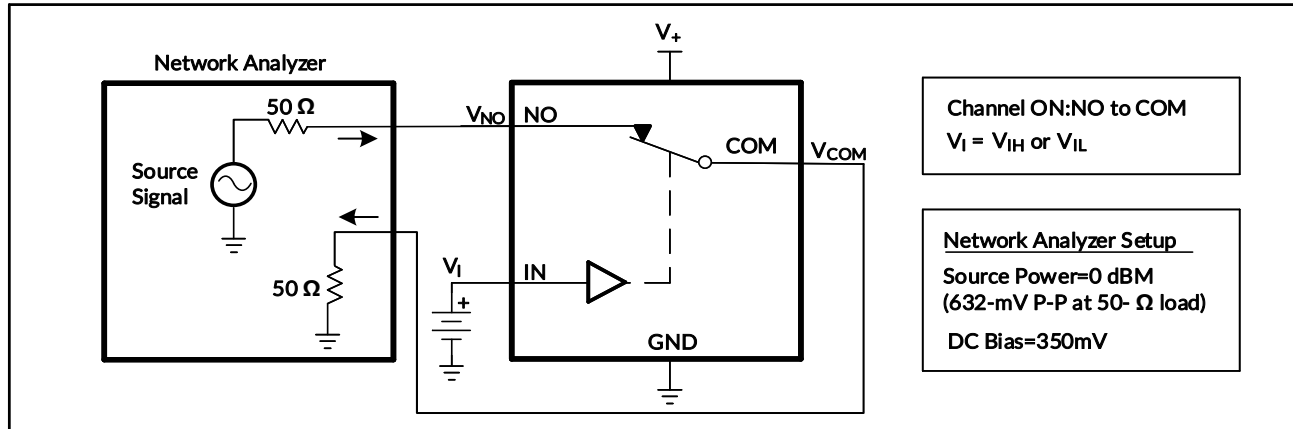 V+
Network Analyzer
50 Ω
VNO
NO
COM
VCOM
Source
Signal
VI
IN
50 Ω
GND
Channel ON:NO to COM
VI = VIH or VIL
Network Analyzer Setup
Source Power=0 dBM
(632-mV P-P at 50- Ω load)
DC Bias=350mV